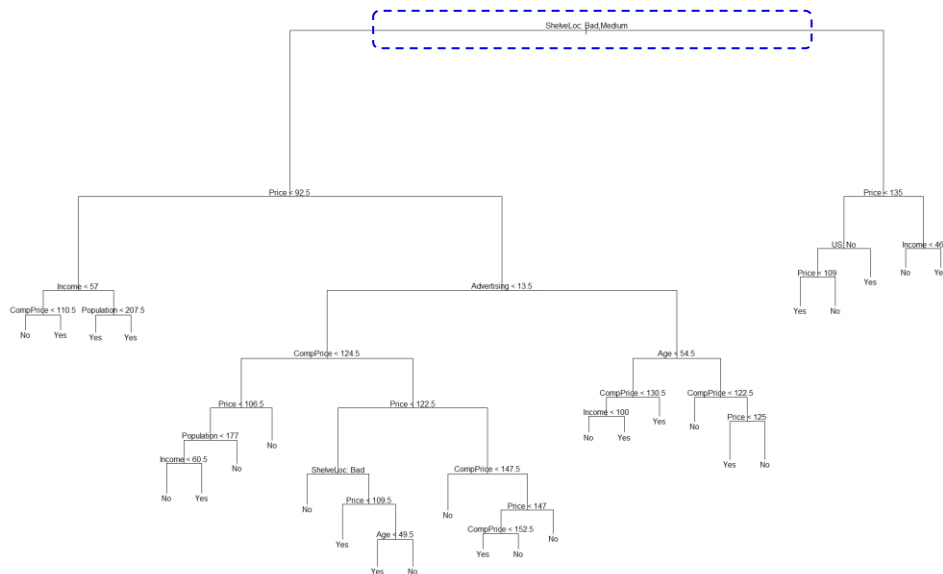 ShelveLoc: Bad,Medium
Price < 92.5
Price < 135
US: No
Income < 46
Price < 109
Yes
No
Yes
No
Income < 57
Advertising < 13.5
CompPrice < 110.5
Population < 207.5
No
Yes
Yes
Yes
CompPrice < 124.5
Age < 54.5
Price < 106.5
Price < 122.5
CompPrice < 130.5
CompPrice < 122.5
Income < 100
Yes
No
Price < 125
No
Yes
Yes
No
Population < 177
No
Income < 60.5
No
No
Yes
ShelveLoc: Bad
CompPrice < 147.5
No
Price < 109.5
No
Price < 147
Yes
Age < 49.5
CompPrice < 152.5
No
Yes
No
Yes
No